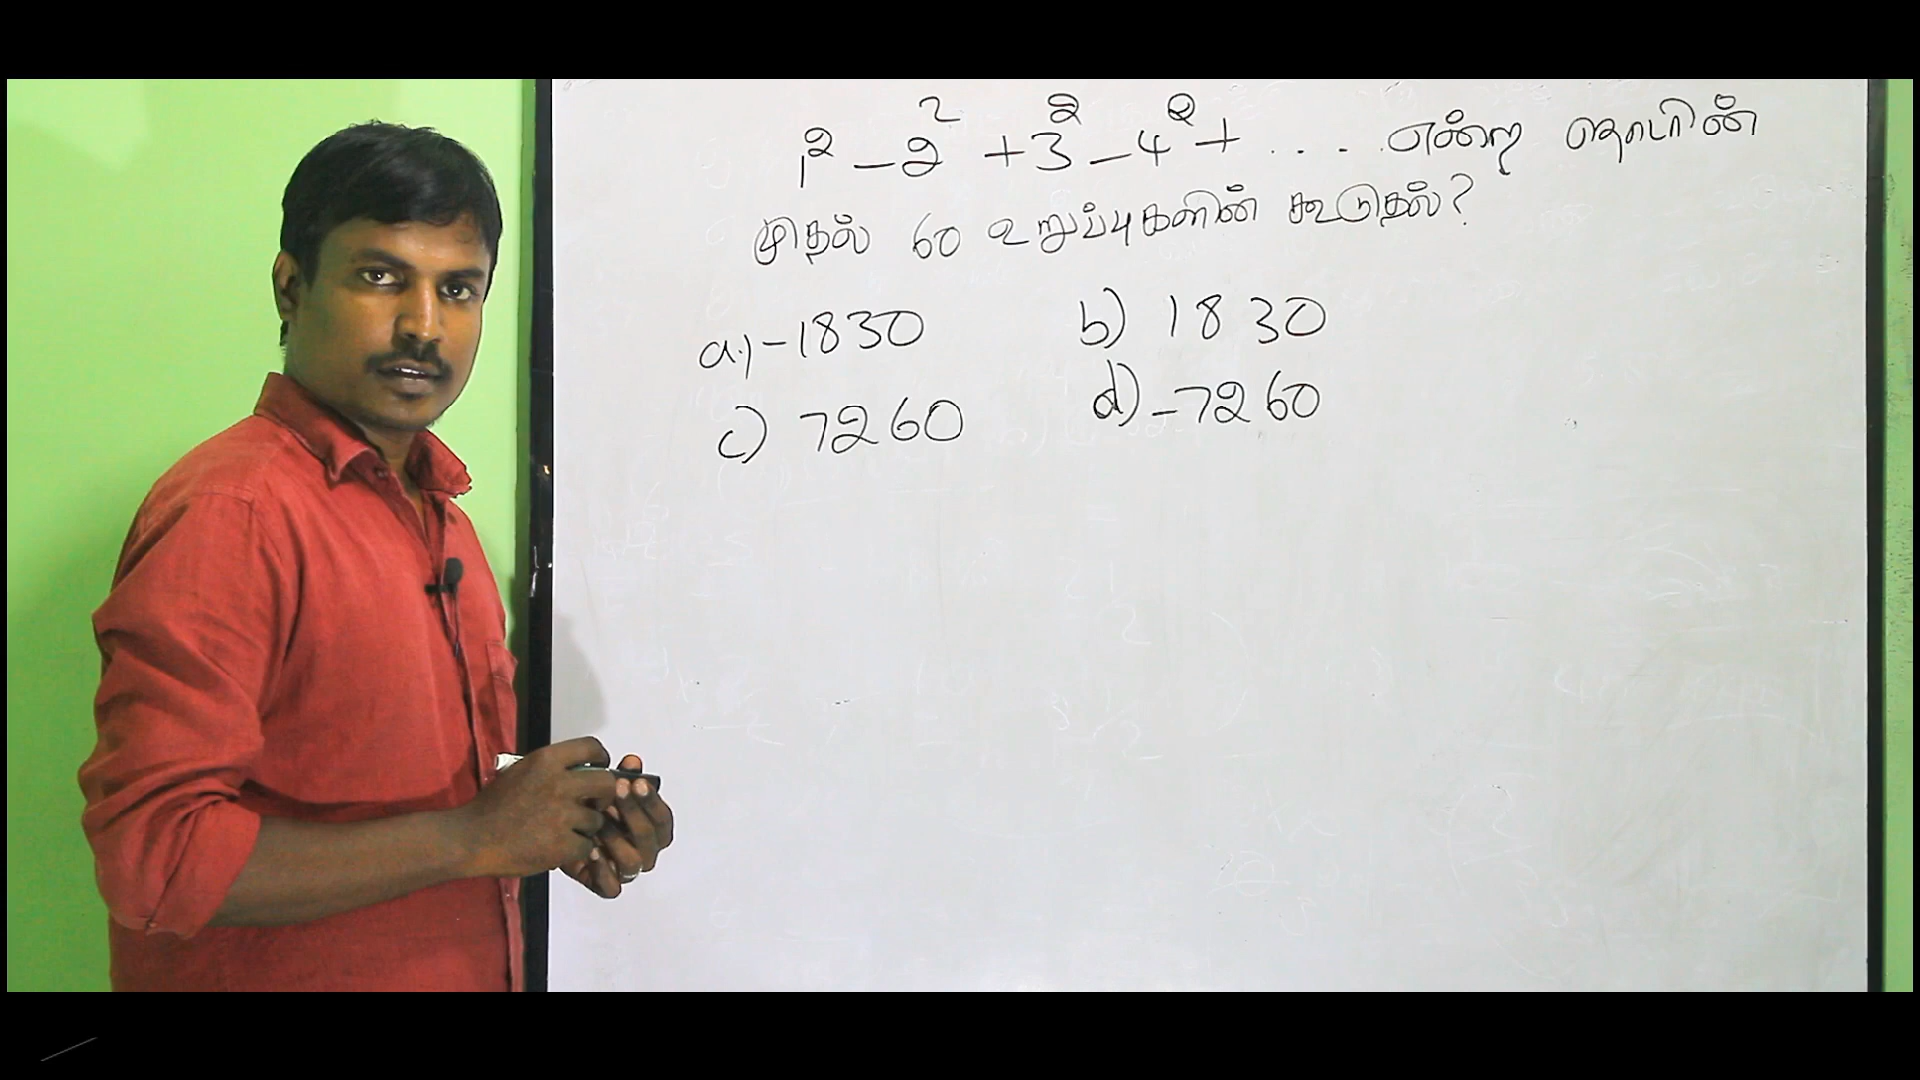 1² - 2² + 3² - 4² + . . . . என்ற தொடரின்
முதல் 60 உறுப்புகளின் கூடுதல்?
a) -1830 b) 1830
c) 7260 d) -7260